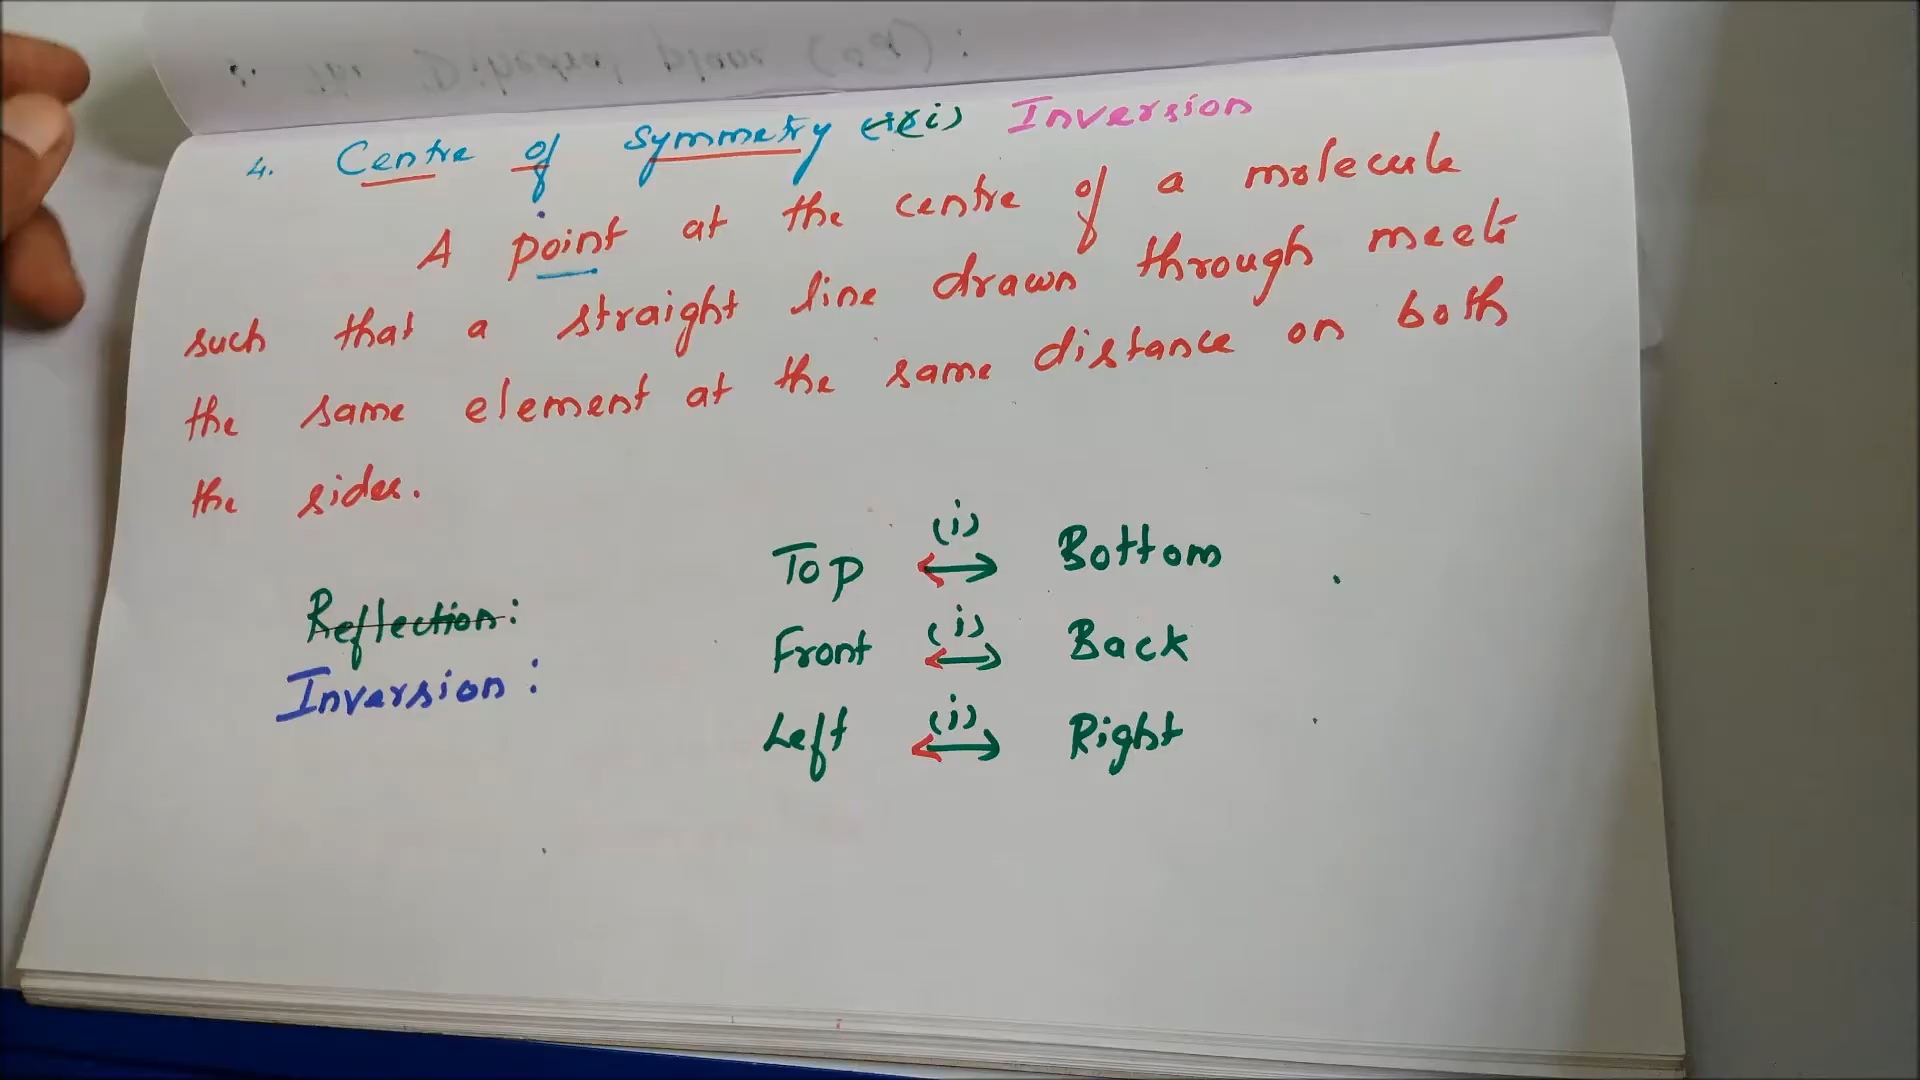 4. Centre of symmetry (i) Inversion
A point at the centre of a molecule
such that a straight line drawn through meets
the same element at the same distance on both
the sides.
Top (i) Bottom
Reflection:
Front (i) Back
Inversion:
Left (i) Right